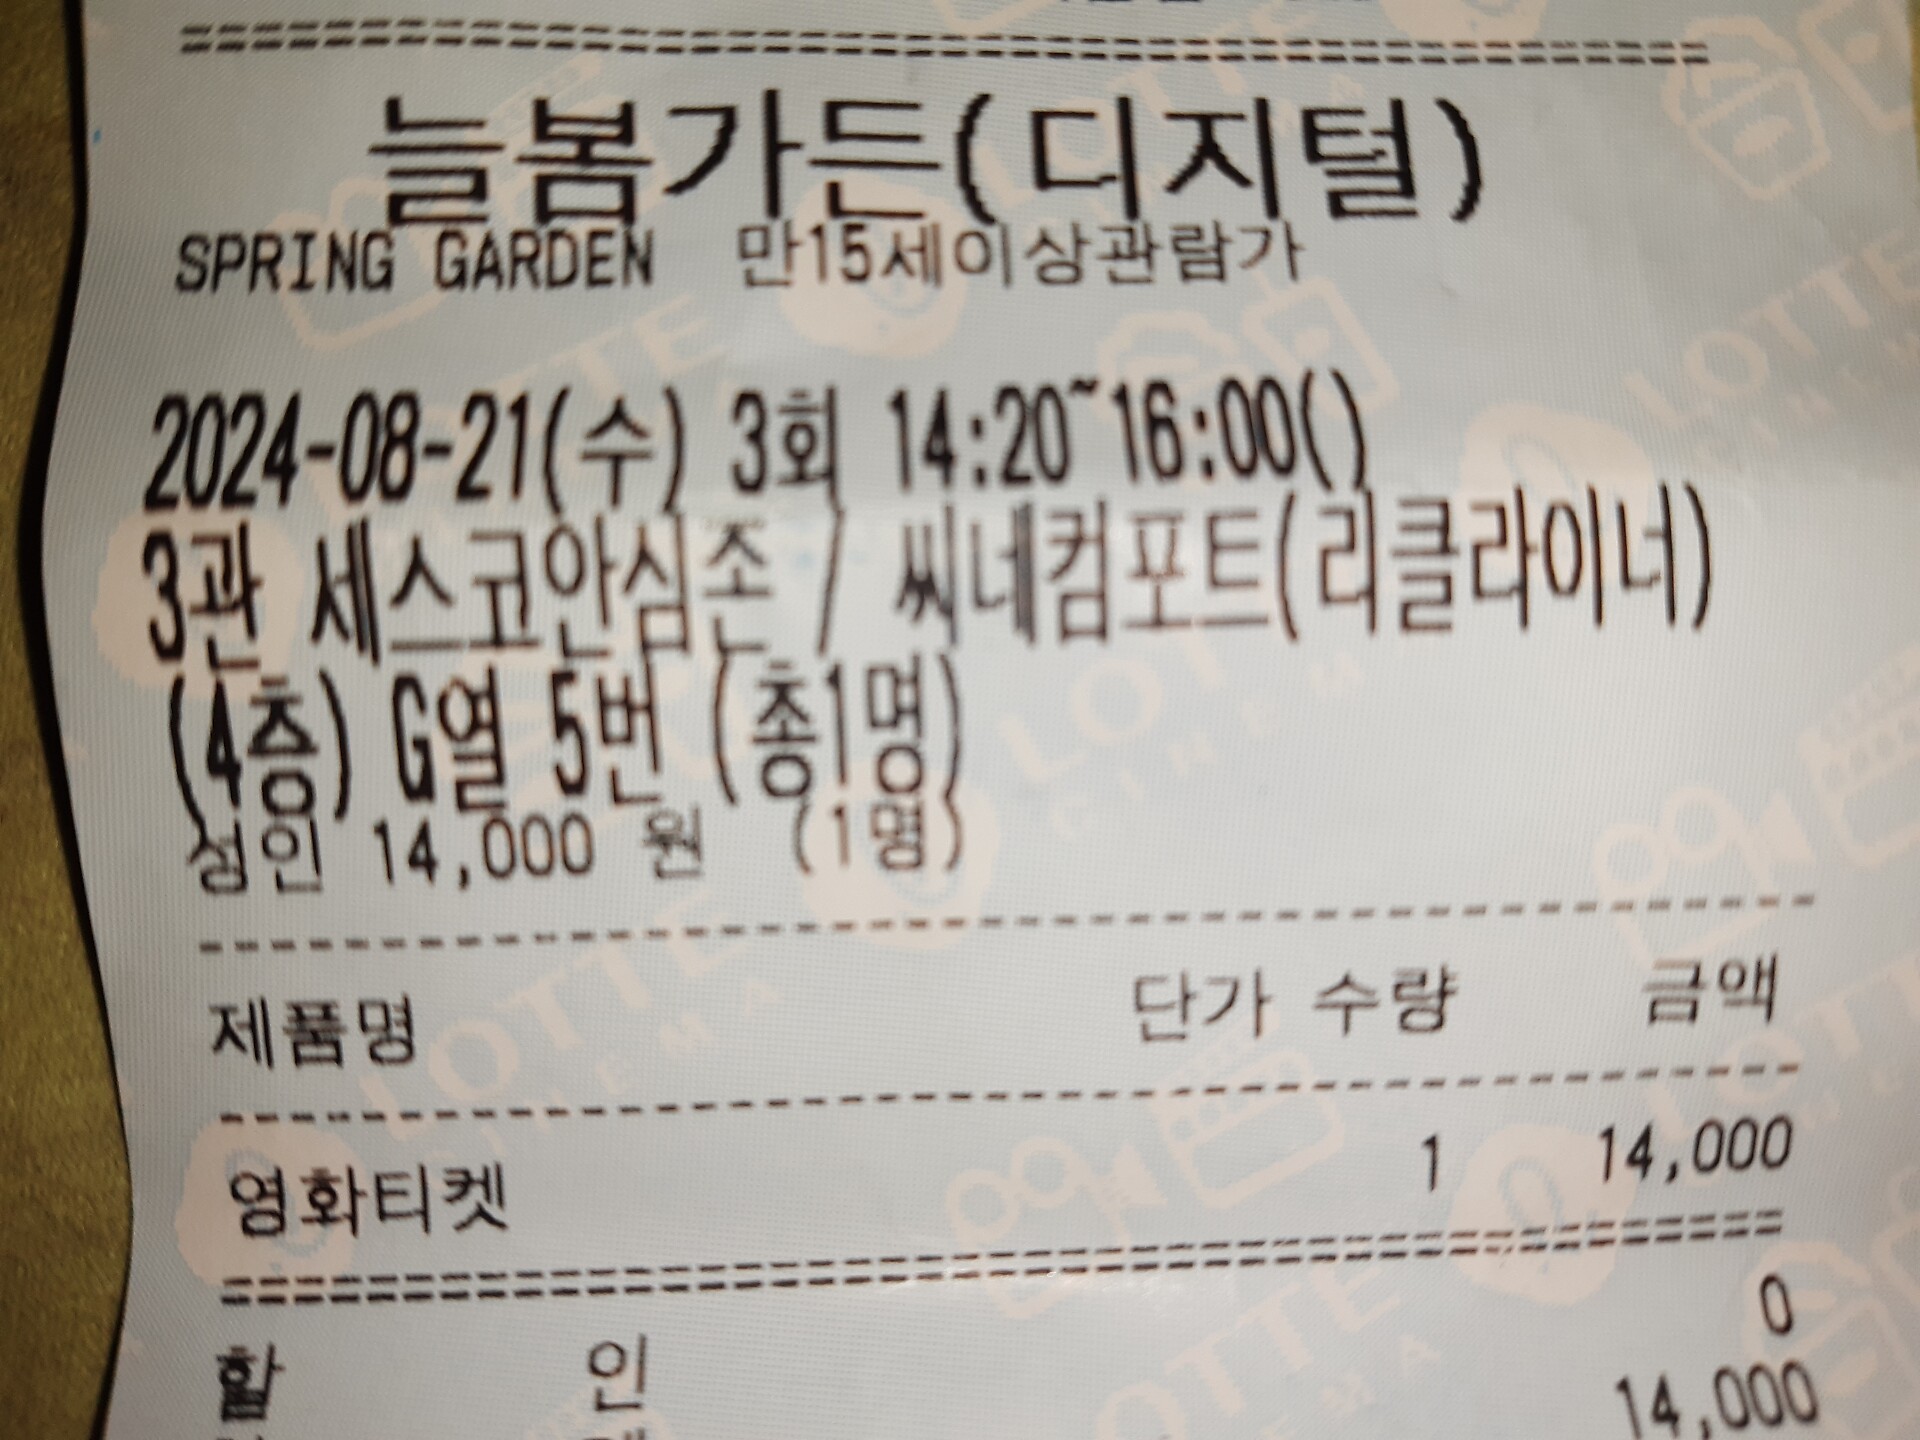 늘봄가든(디지털)
SPRING GARDEN 만15세이상관람가
2024-08-21(수) 3회 14:20~16:00()
3관 세스코안심존 / 씨네컴포트(리클라이너)
(4층) G열 5번 (총1명)
성인 14,000 원 (1명)
제품명 단가 수량 금액
영화티켓 1 14,000
할 인 0
14,000